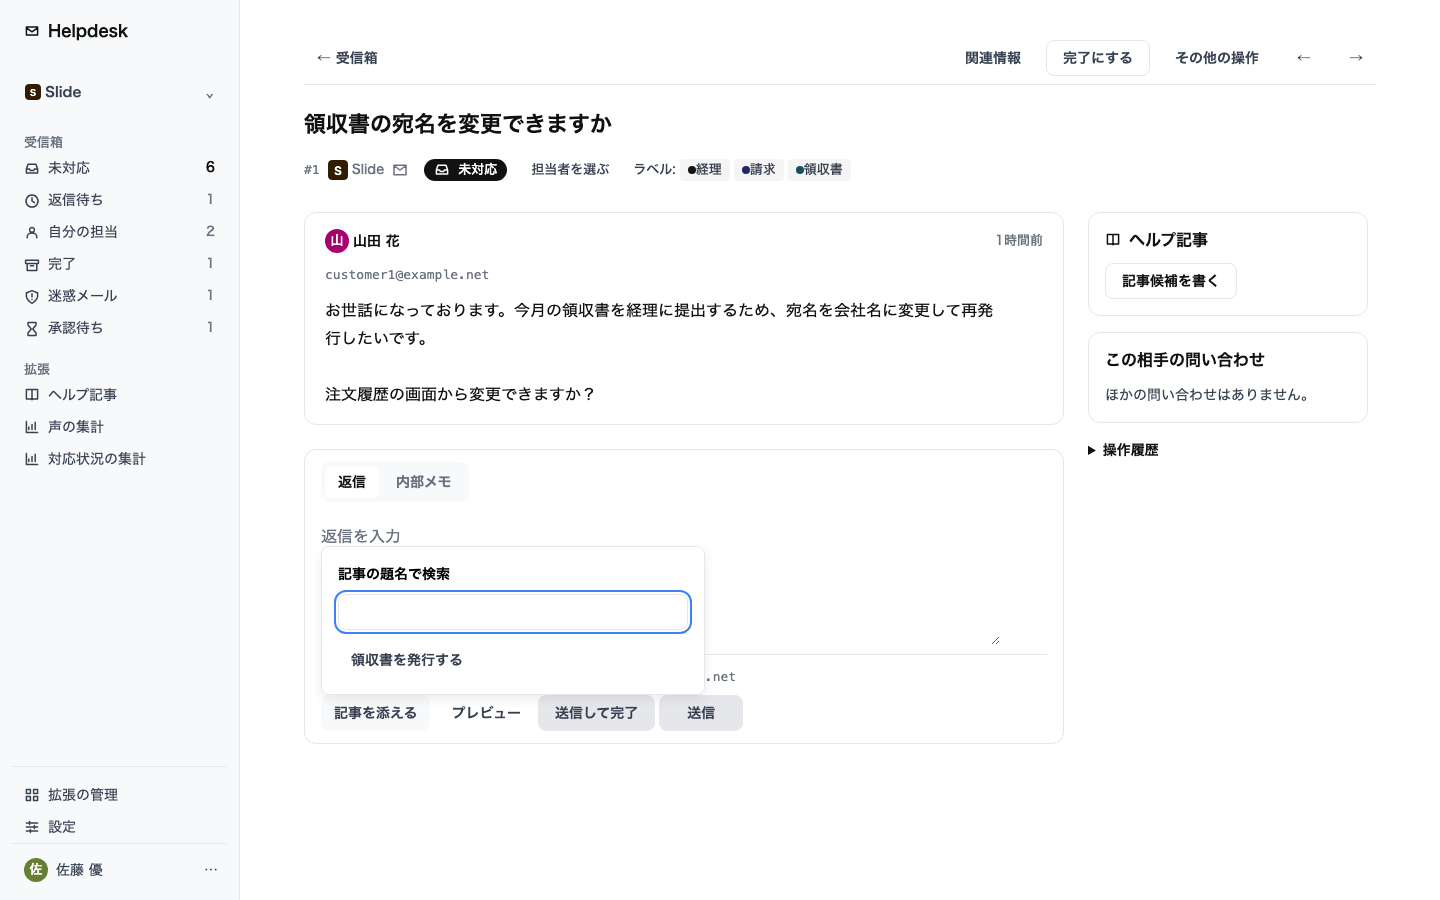 Helpdesk
S Slide
受信箱
未対応 6
返信待ち 1
自分の担当 2
完了 1
迷惑メール 1
承認待ち 1
拡張
ヘルプ記事
声の集計
対応状況の集計
拡張の管理
設定
佐 佐藤 優 …
← 受信箱
関連情報
完了にする
その他の操作
←
→
領収書の宛名を変更できますか
#1 S Slide 未対応 担当者を選ぶ ラベル: 経理 請求 領収書
山 山田 花 1時間前
customer1@example.net
お世話になっております。今月の領収書を経理に提出するため、宛名を会社名に変更して再発
行したいです。
注文履歴の画面から変更できますか？
返信 内部メモ
返信を入力
記事の題名で検索
領収書を発行する
.net
記事を添える プレビュー 送信して完了 送信
ヘルプ記事
記事候補を書く
この相手の問い合わせ
ほかの問い合わせはありません。
▶ 操作履歴